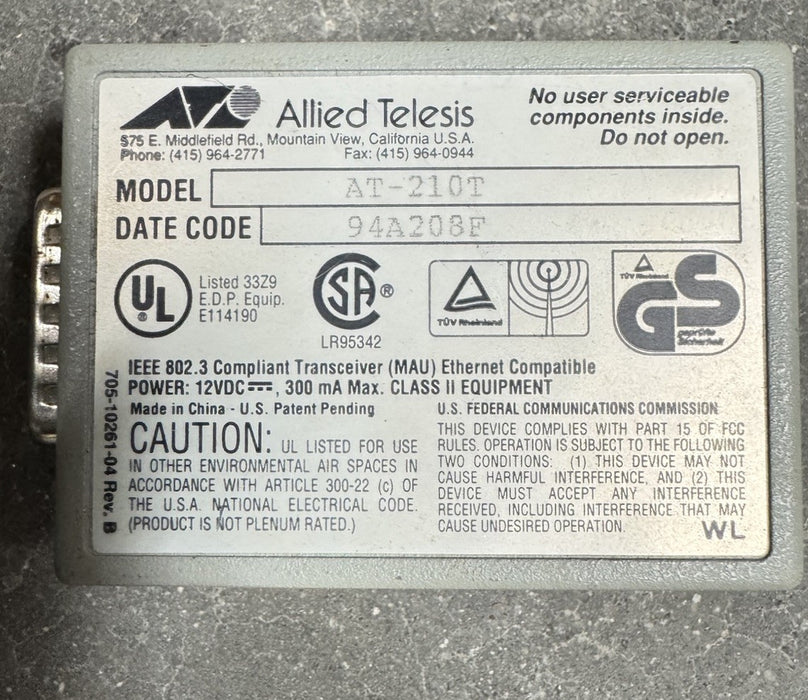 Allied Telesis
575 E. Middlefield Rd., Mountain View, California U.S.A.
Phone: (415) 964-2771 Fax: (415) 964-0944
No user serviceable
components inside.
Do not open.
MODEL AT-210T
DATE CODE 94A208F
UL ®
Listed 33Z9
E.D.P. Equip.
E114190
SA ®
LR95342
TÜV Rheinland
TÜV Rheinland
GS
geprüfte
Sicherheit
IEEE 802.3 Compliant Transceiver (MAU) Ethernet Compatible
POWER: 12VDC⎓, 300 mA Max. CLASS II EQUIPMENT
Made in China - U.S. Patent Pending
CAUTION: UL LISTED FOR USE
IN OTHER ENVIRONMENTAL AIR SPACES IN
ACCORDANCE WITH ARTICLE 300-22 (c) OF
THE U.S.A. NATIONAL ELECTRICAL CODE.
(PRODUCT IS NOT PLENUM RATED.)
U.S. FEDERAL COMMUNICATIONS COMMISSION
THIS DEVICE COMPLIES WITH PART 15 OF FCC
RULES. OPERATION IS SUBJECT TO THE FOLLOWING
TWO CONDITIONS: (1) THIS DEVICE MAY NOT
CAUSE HARMFUL INTERFERENCE, AND (2) THIS
DEVICE MUST ACCEPT ANY INTERFERENCE
RECEIVED, INCLUDING INTERFERENCE THAT MAY
CAUSE UNDESIRED OPERATION.
WL
705-10261-04 Rev. B